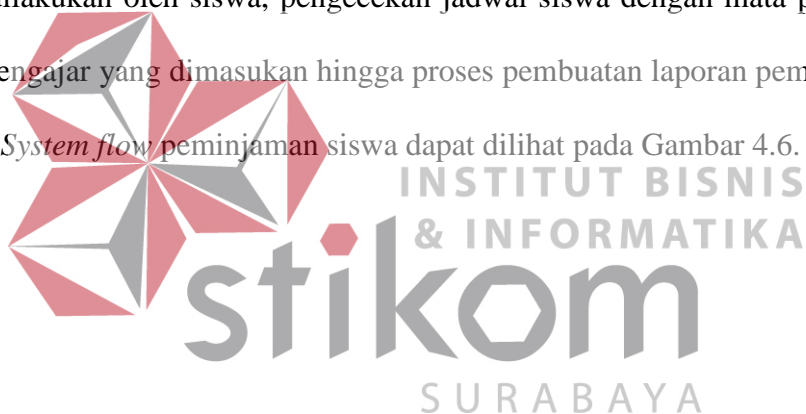 dilakukan oleh siswa, pengecekan jadwal siswa dengan mata p
engajar yang dimasukan hingga proses pembuatan laporan pem
System flow peminjaman siswa dapat dilihat pada Gambar 4.6.
INSTITUT BISNIS
& INFORMATIKA
stikom
SURABAYA